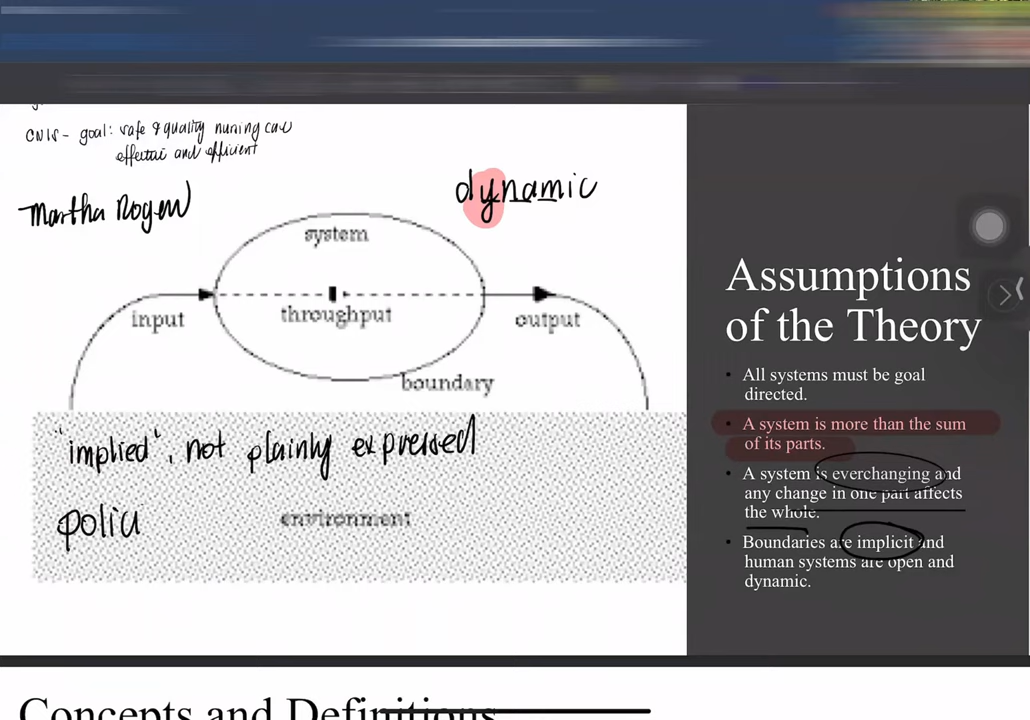 CNIS - goal: safe & quality nursing care
effective and efficient
Martha Rogers
dynamic
system
input
throughput
output
boundary
"implied", not plainly expressed
polic
environment
Assumptions
of the Theory
• All systems must be goal
directed.
• A system is more than the sum
of its parts.
• A system is everchanging and
any change in one part affects
the whole.
• Boundaries are implicit and
human systems are open and
dynamic.
Concepts and Definitions